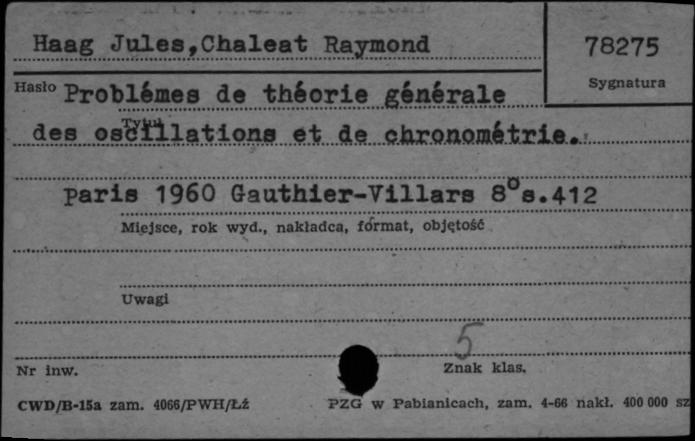 Haag Jules,Chaleat Raymond
78275
Sygnatura
Hasło Problémes de théorie générale
Tytuł
des oscillations et de chronométrie.
Paris 1960 Gauthier-Villars 8°s.412
Miejsce, rok wyd., nakładca, format, objętość
Uwagi
5
Nr inw.
Znak klas.
CWD/B-15a zam. 4066/PWH/Łź
PZG w Pabianicach, zam. 4-66 nakł. 400 000 sz